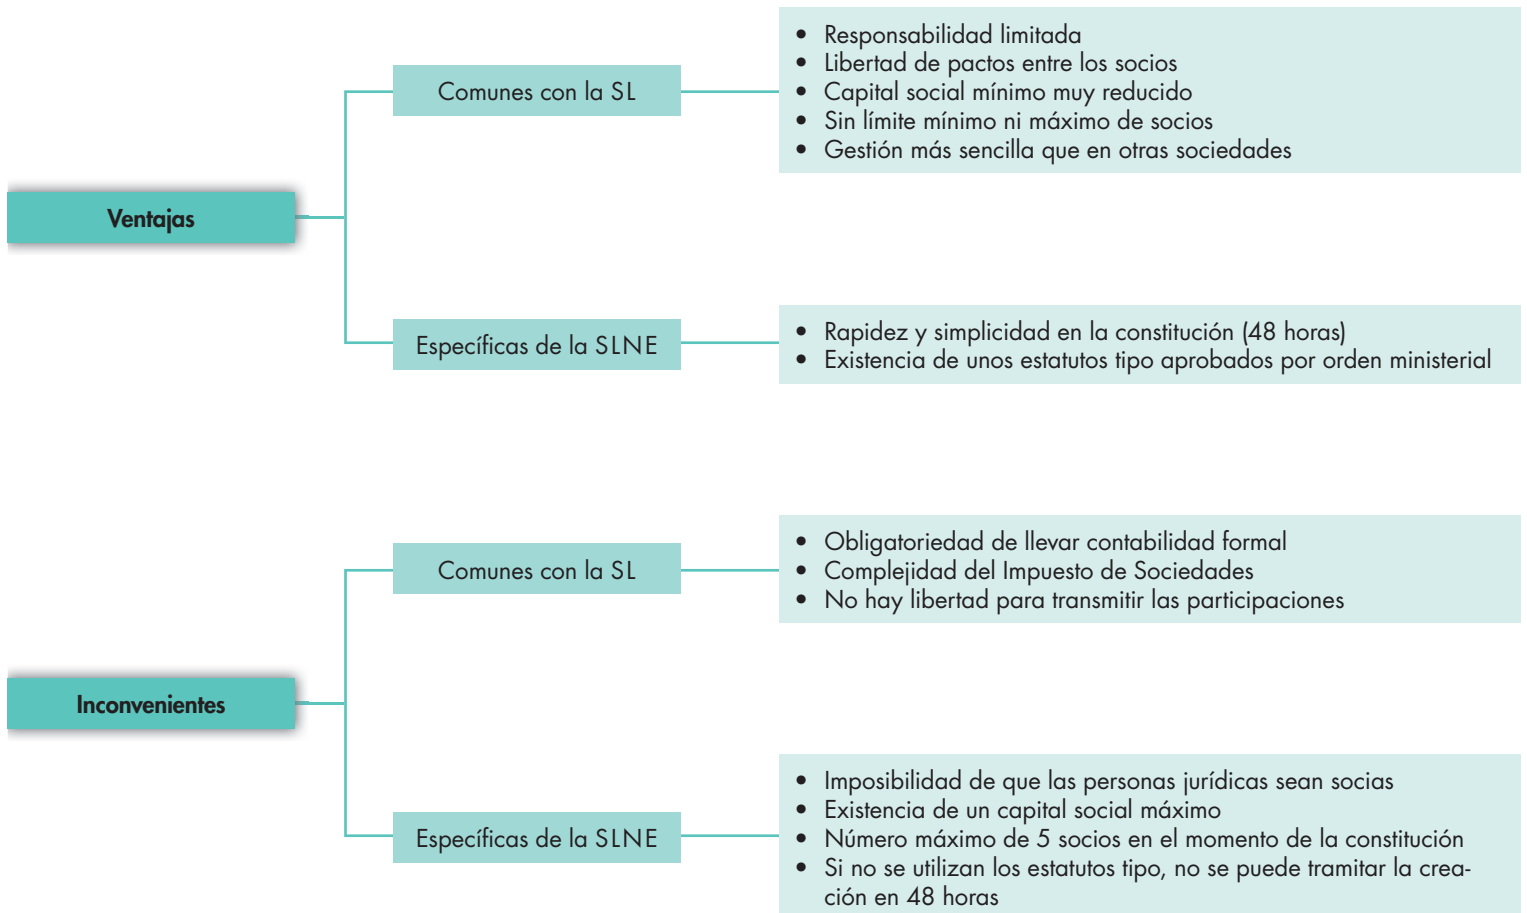 Ventajas
Comunes con la SL
• Responsabilidad limitada
• Libertad de pactos entre los socios
• Capital social mínimo muy reducido
• Sin límite mínimo ni máximo de socios
• Gestión más sencilla que en otras sociedades
Específicas de la SLNE
• Rapidez y simplicidad en la constitución (48 horas)
• Existencia de unos estatutos tipo aprobados por orden ministerial
Inconvenientes
Comunes con la SL
• Obligatoriedad de llevar contabilidad formal
• Complejidad del Impuesto de Sociedades
• No hay libertad para transmitir las participaciones
Específicas de la SLNE
• Imposibilidad de que las personas jurídicas sean socias
• Existencia de un capital social máximo
• Número máximo de 5 socios en el momento de la constitución
• Si no se utilizan los estatutos tipo, no se puede tramitar la crea-
ción en 48 horas